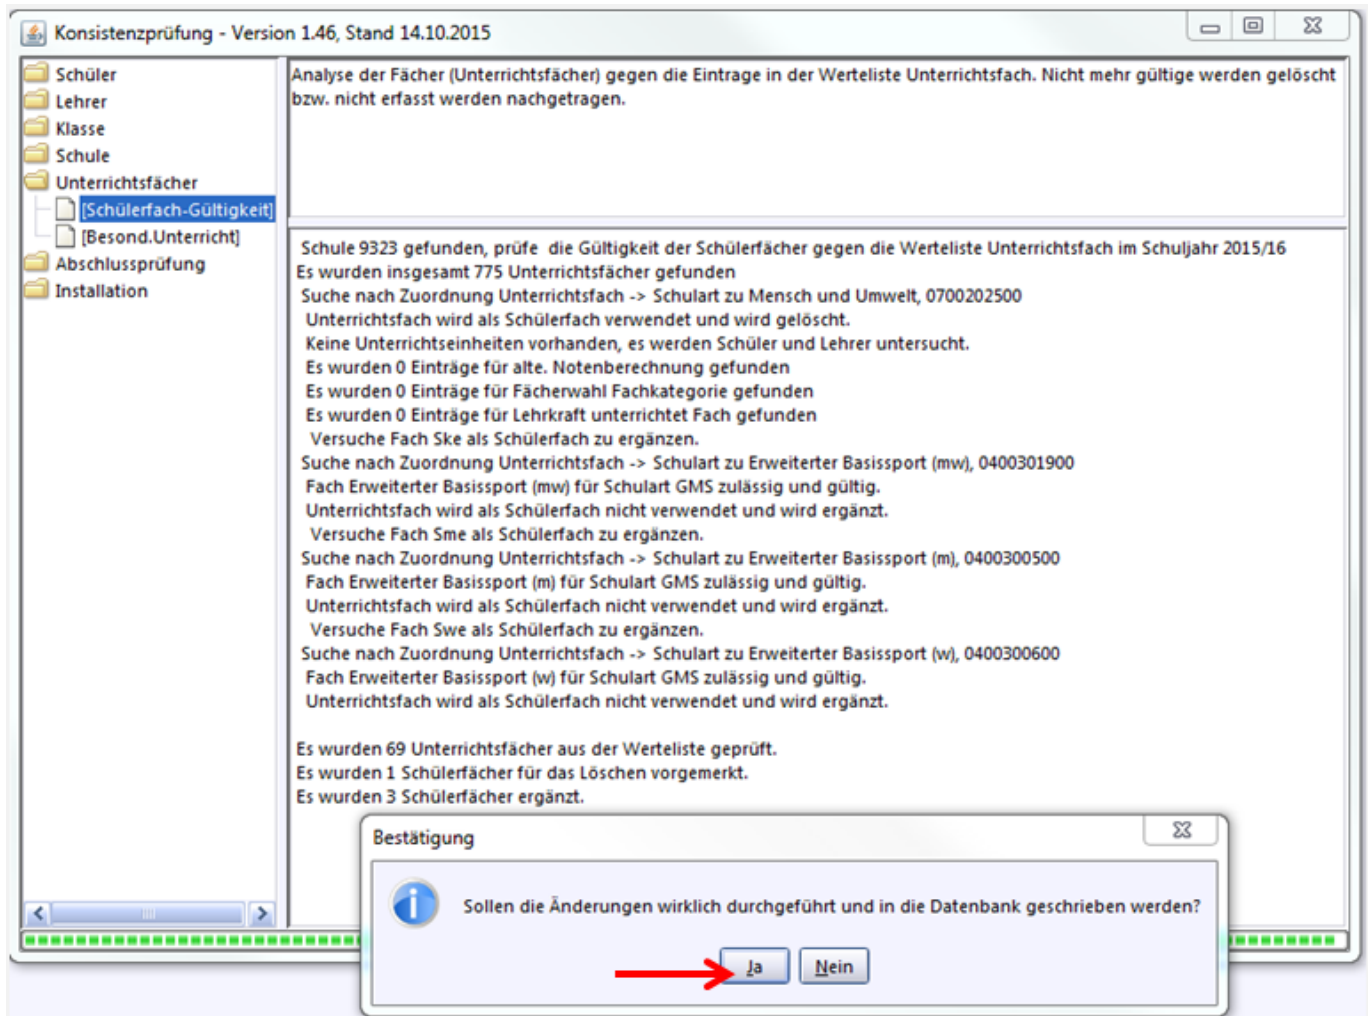 Konsistenzprüfung - Version 1.46, Stand 14.10.2015
Schüler
Lehrer
Klasse
Schule
Unterrichtsfächer
[Schülerfach-Gültigkeit]
[Besond.Unterricht]
Abschlussprüfung
Installation
Analyse der Fächer (Unterrichtsfächer) gegen die Eintrage in der Werteliste Unterrichtsfach. Nicht mehr gültige werden gelöscht
bzw. nicht erfasst werden nachgetragen.
Schule 9323 gefunden, prüfe  die Gültigkeit der Schülerfächer gegen die Werteliste Unterrichtsfach im Schuljahr 2015/16
Es wurden insgesamt 775 Unterrichtsfächer gefunden
Suche nach Zuordnung Unterrichtsfach -> Schulart zu Mensch und Umwelt, 0700202500
Unterrichtsfach wird als Schülerfach verwendet und wird gelöscht.
Keine Unterrichtseinheiten vorhanden, es werden Schüler und Lehrer untersucht.
Es wurden 0 Einträge für alte. Notenberechnung gefunden
Es wurden 0 Einträge für Fächerwahl Fachkategorie gefunden
Es wurden 0 Einträge für Lehrkraft unterrichtet Fach gefunden
Versuche Fach Ske als Schülerfach zu ergänzen.
Suche nach Zuordnung Unterrichtsfach -> Schulart zu Erweiterter Basissport (mw), 0400301900
Fach Erweiterter Basissport (mw) für Schulart GMS zulässig und gültig.
Unterrichtsfach wird als Schülerfach nicht verwendet und wird ergänzt.
Versuche Fach Sme als Schülerfach zu ergänzen.
Suche nach Zuordnung Unterrichtsfach -> Schulart zu Erweiterter Basissport (m), 0400300500
Fach Erweiterter Basissport (m) für Schulart GMS zulässig und gültig.
Unterrichtsfach wird als Schülerfach nicht verwendet und wird ergänzt.
Versuche Fach Swe als Schülerfach zu ergänzen.
Suche nach Zuordnung Unterrichtsfach -> Schulart zu Erweiterter Basissport (w), 0400300600
Fach Erweiterter Basissport (w) für Schulart GMS zulässig und gültig.
Unterrichtsfach wird als Schülerfach nicht verwendet und wird ergänzt.
Es wurden 69 Unterrichtsfächer aus der Werteliste geprüft.
Es wurden 1 Schülerfächer für das Löschen vorgemerkt.
Es wurden 3 Schülerfächer ergänzt.
Bestätigung
Sollen die Änderungen wirklich durchgeführt und in die Datenbank geschrieben werden?
Ja
Nein